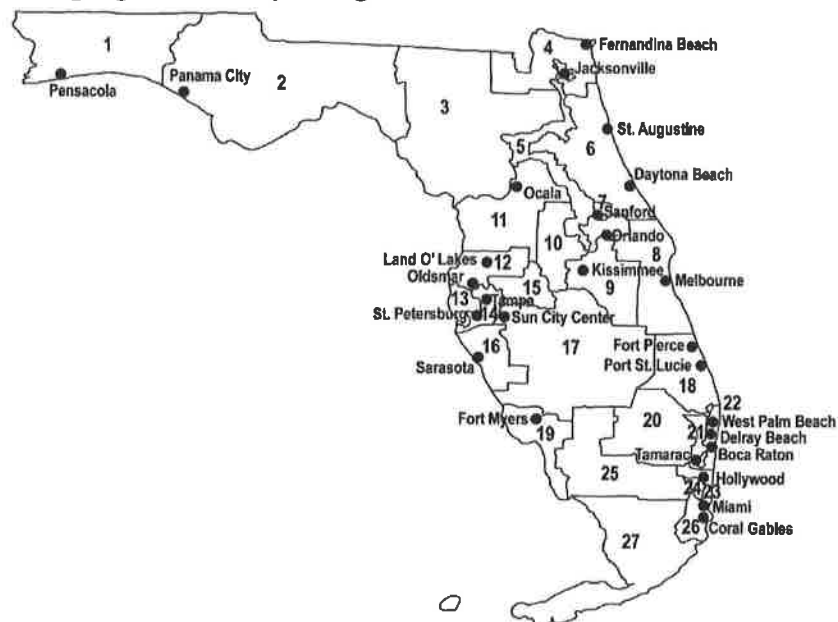 1
Pensacola
Panama City
2
3
4
Fernandina Beach
Jacksonville
St. Augustine
5
6
Daytona Beach
Ocala
7
Sanford
11
10
Orlando
8
Land O' Lakes
12
Kissimmee
Oldsmar
15
9
Melbourne
13
Tampa
St. Petersburg
14
Sun City Center
16
17
Fort Pierce
Sarasota
Port St. Lucie
18
22
Fort Myers
19
20
21
West Palm Beach
Delray Beach
Boca Raton
Tamarac
25
Hollywood
24
23
Miami
26
Coral Gables
27